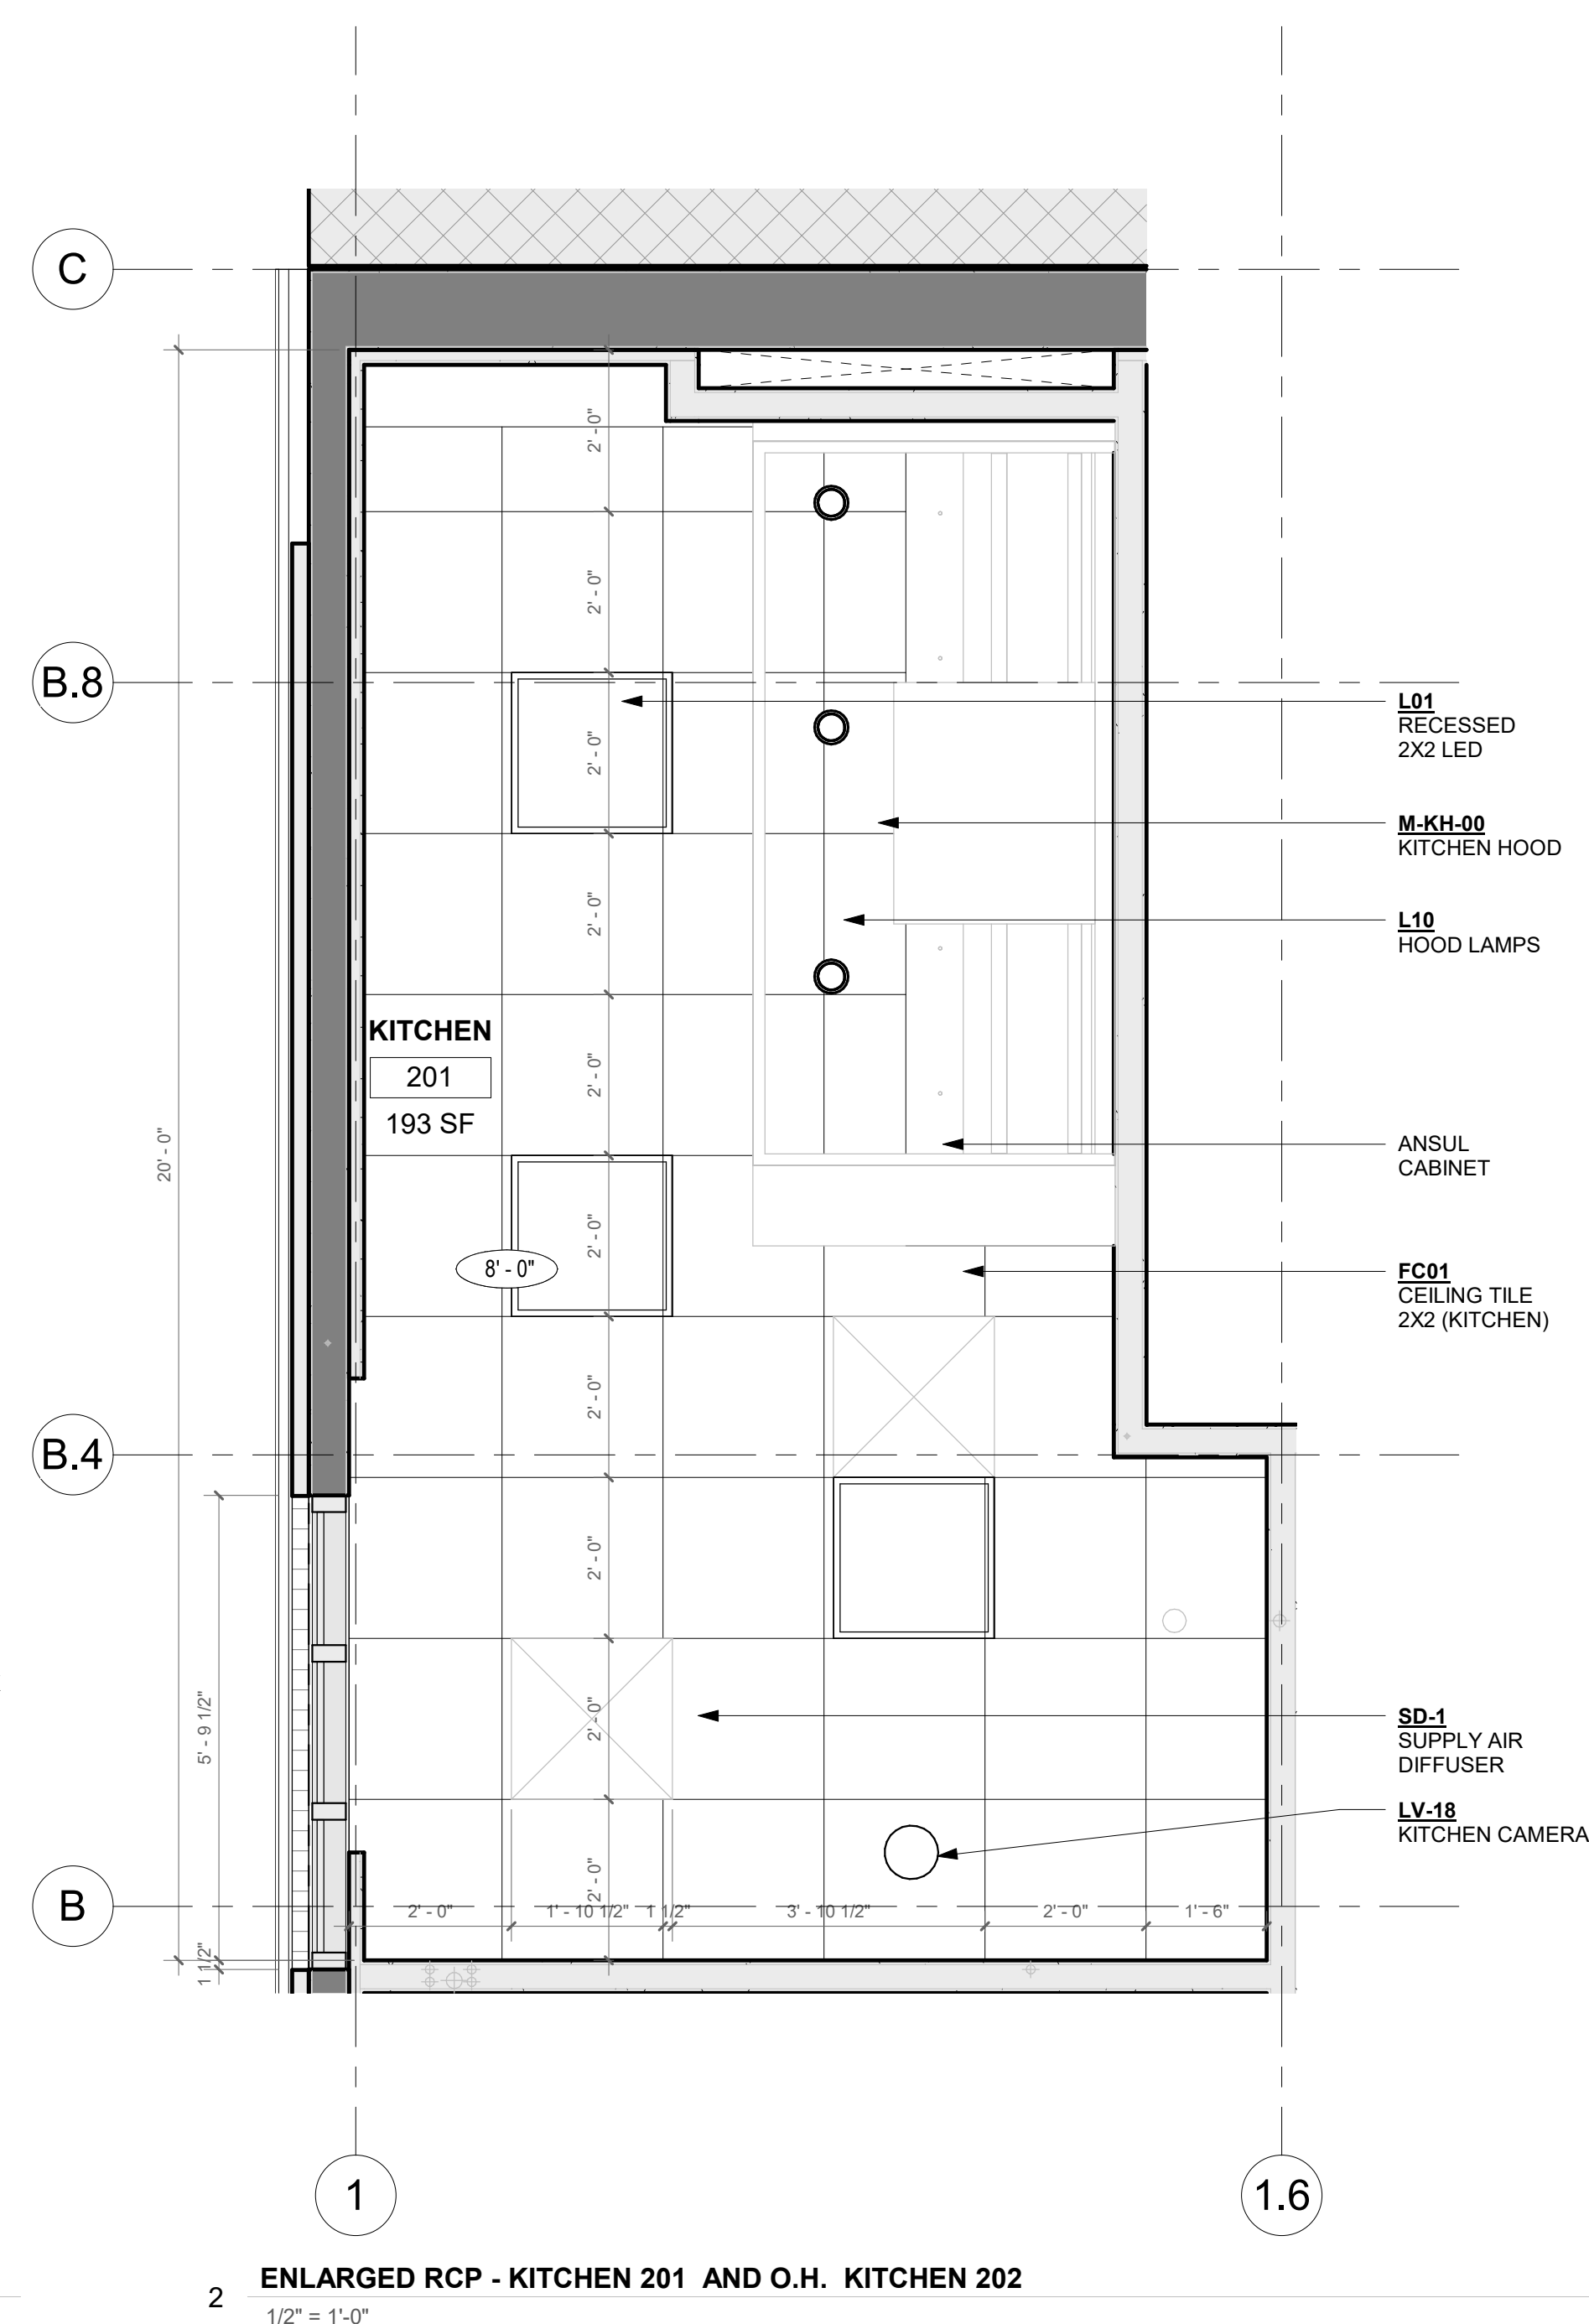 C
2' - 0"
2' - 0"
B.8
L01
RECESSED
2X2 LED
2' - 0"
M-KH-00
KITCHEN HOOD
2' - 0"
L10
HOOD LAMPS
KITCHEN
201
193 SF
2' - 0"
20' - 0"
ANSUL
CABINET
2' - 0"
8' - 0"
FC01
CEILING TILE
2X2 (KITCHEN)
2' - 0"
B.4
2' - 0"
5' - 9 1/2"
2' - 0"
SD-1
SUPPLY AIR
DIFFUSER
LV-18
KITCHEN CAMERA
2' - 0"
B
2' - 0" 1' - 10 1/2" 1 1/2" 3' - 10 1/2" 2' - 0" 1' - 6"
1 1/2"
1
1.6
2 ENLARGED RCP - KITCHEN 201 AND O.H. KITCHEN 202
1/2" = 1'-0"